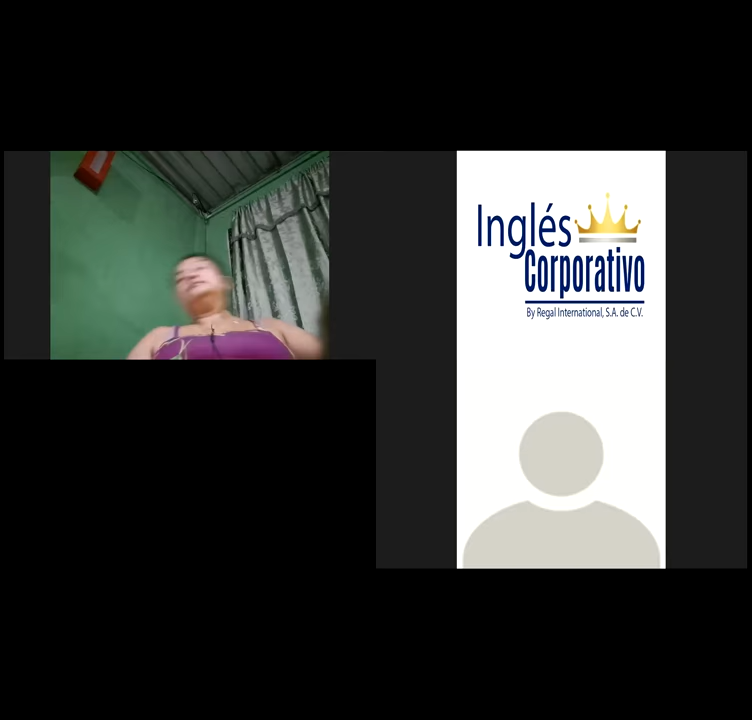 Inglés
Corporativo
By Regal International, S.A. de C.V.